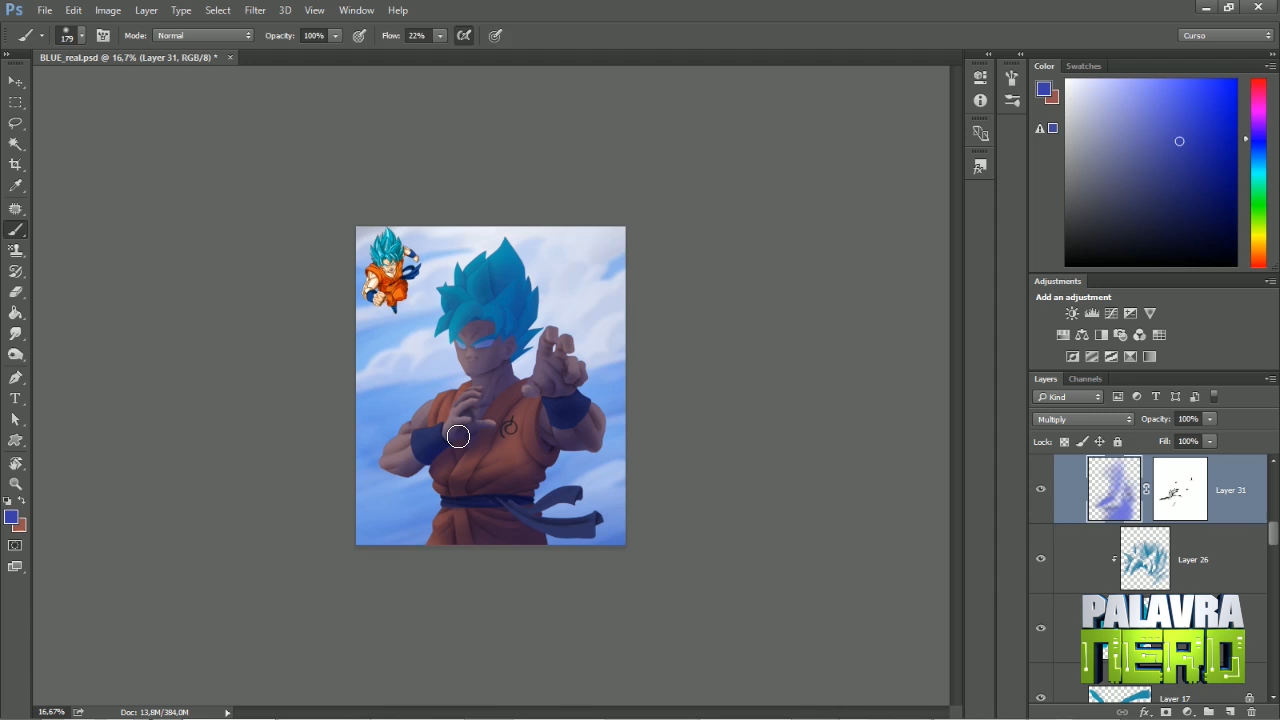 Ps File Edit Image Layer Type Select Filter 3D View Window Help
179 Mode: Normal Opacity: 100% Flow: 22% Curso
BLUE_real.psd @ 16,7% (Layer 31, RGB/8) * ×
Color Swatches
Adjustments
Add an adjustment
Layers Channels
Kind
Multiply Opacity: 100%
Lock: Fill: 100%
Layer 31
Layer 26
PALAVRA
NERD
Layer 17
fx
16,67% Doc: 13,8M/384,0M